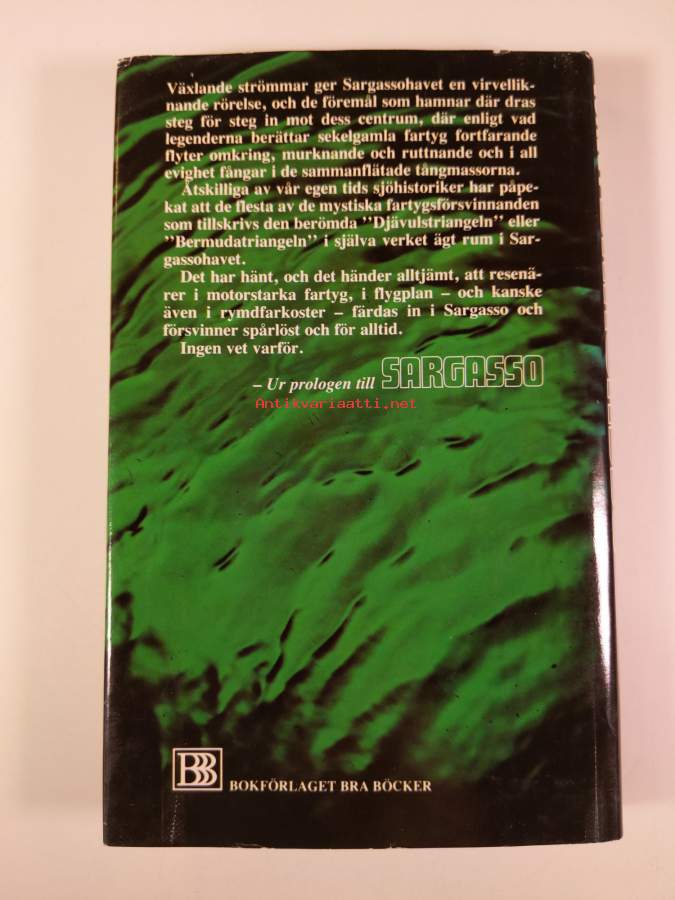 Växlande strömmar ger Sargassohavet en virvellik-
nande rörelse, och de föremål som hamnar där dras
steg för steg in mot dess centrum, där enligt vad
legenderna berättar sekelgamla fartyg fortfarande
flyter omkring, murknande och ruttnande och i all
evighet fångar i de sammanflätade tångmassorna.
Åtskilliga av vår egen tids sjöhistoriker har påpe-
kat att de flesta av de mystiska fartygsförsvinnanden
som tillskrivs den berömda "Djävulstriangeln" eller
"Bermudatriangeln" i själva verket ägt rum i Sar-
gassohavet.
Det har hänt, och det händer alltjämt, att resenä-
rer i motorstarka fartyg, i flygplan – och kanske
även i rymdfarkoster – färdas in i Sargasso och
försvinner spårlöst och för alltid.
Ingen vet varför.
– Ur prologen till SARGASSO
Antikvariaatti.net
BBB BOKFÖRLAGET BRA BÖCKER